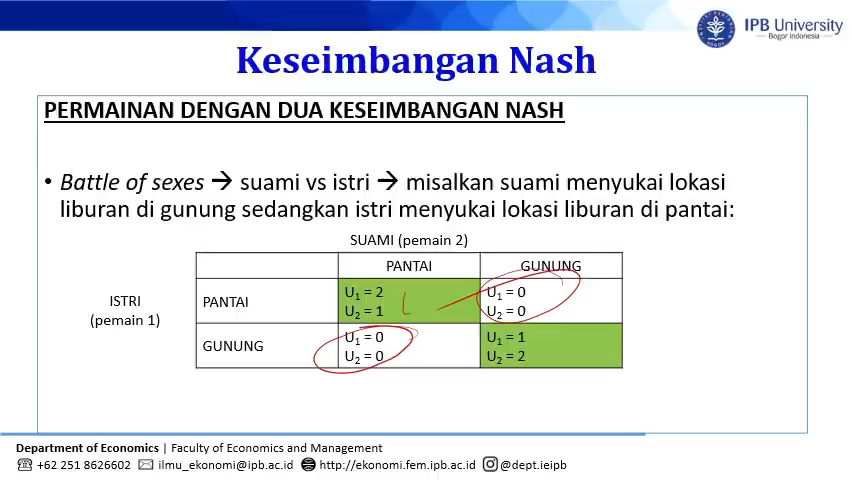 IPB University
Bogor Indonesia
Keseimbangan Nash
PERMAINAN DENGAN DUA KESEIMBANGAN NASH
• Battle of sexes → suami vs istri → misalkan suami menyukai lokasi
liburan di gunung sedangkan istri menyukai lokasi liburan di pantai:
SUAMI (pemain 2)
PANTAI GUNUNG
ISTRI
(pemain 1)
PANTAI
U₁ = 2
U₂ = 1
U₁ = 0
U₂ = 0
GUNUNG
U₁ = 0
U₂ = 0
U₁ = 1
U₂ = 2
Department of Economics | Faculty of Economics and Management
+62 251 8626602 ilmu_ekonomi@ipb.ac.id http://ekonomi.fem.ipb.ac.id @dept.ieipb